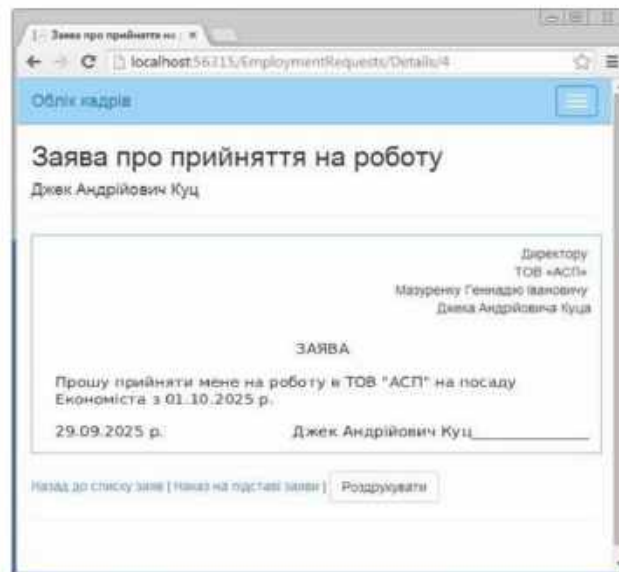 Заява про прийняття на
localhost:56315/EmploymentRequests/Details/4
Облік кадрів
Заява про прийняття на роботу
Джек Андрійович Куц
Директору
ТОВ «АСП»
Мазуренку Геннадію Івановичу
Джека Андрійовича Куца
ЗАЯВА
Прошу прийняти мене на роботу в ТОВ "АСП" на посаду
Економіста з 01.10.2025 р.
29.09.2025 р. Джек Андрійович Куц______________
Назад до списку заяв | Наказ на підставі заяви | Роздрукувати